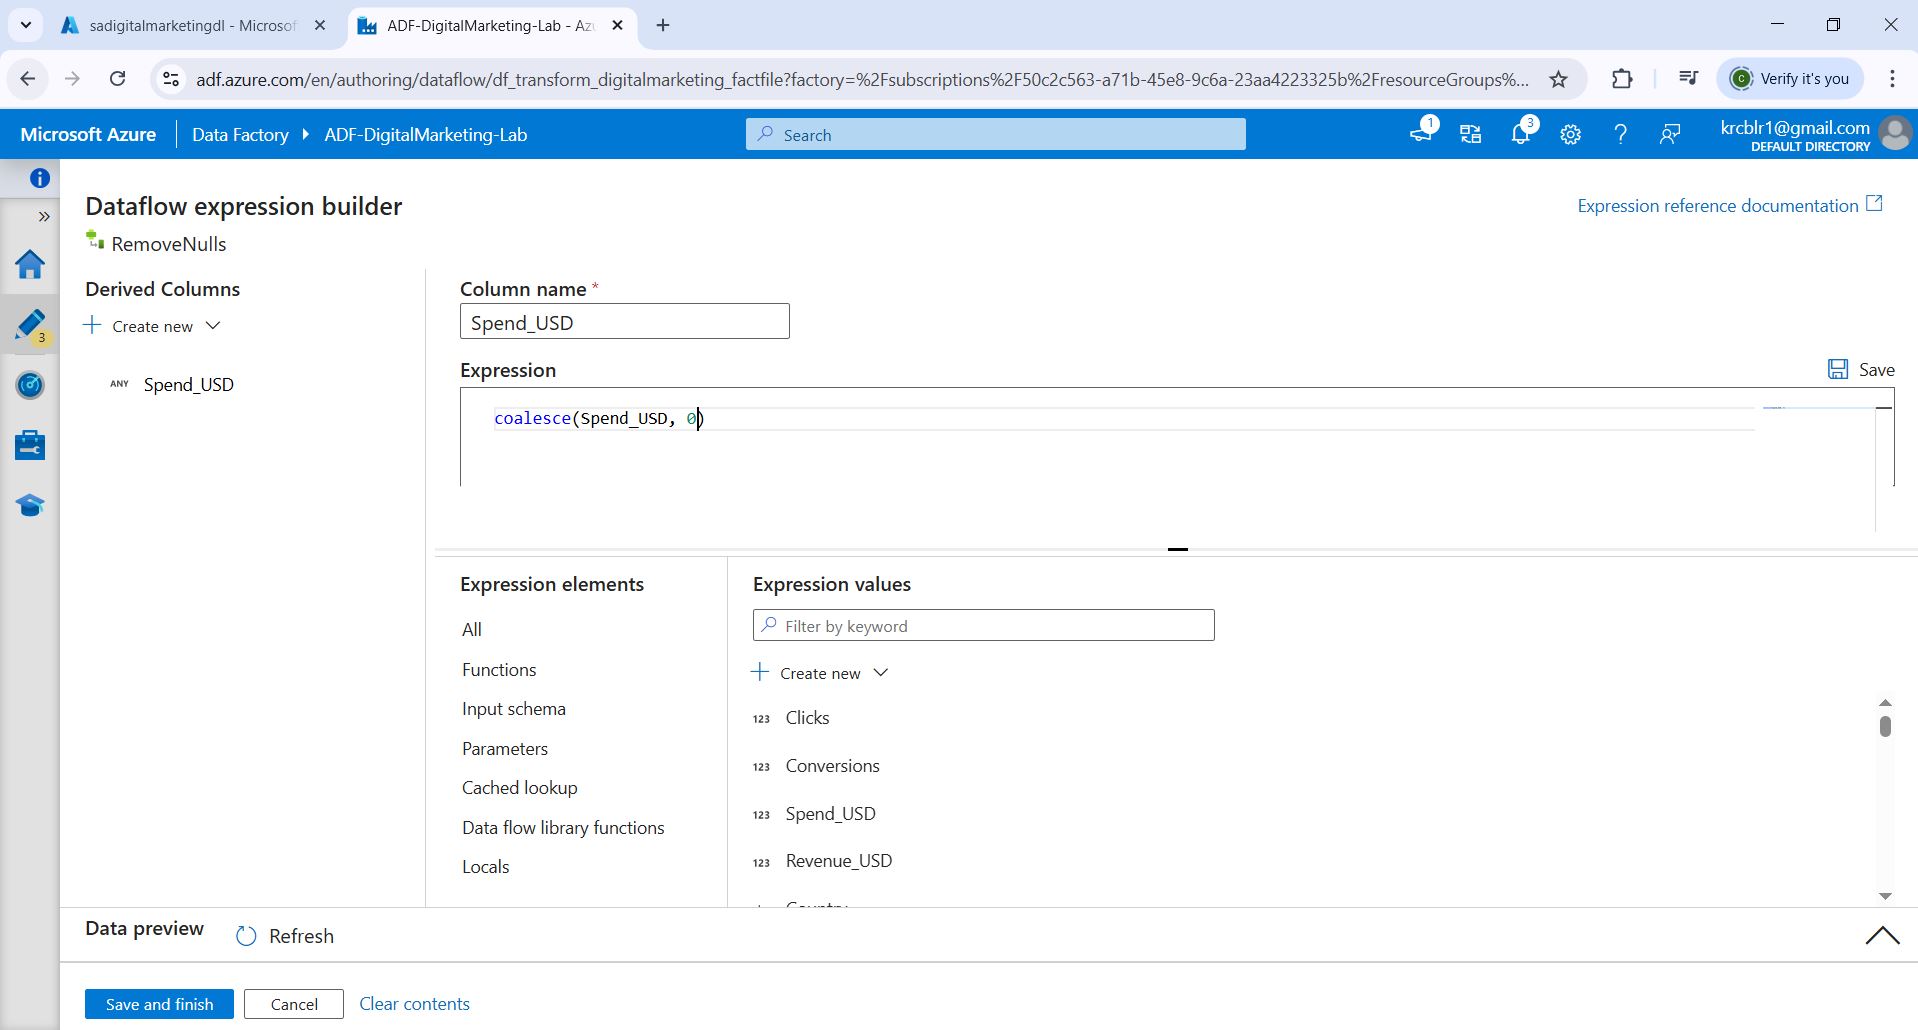 sadigitalmarketingdl - Microsof
ADF-DigitalMarketing-Lab - Azu
adf.azure.com/en/authoring/dataflow/df_transform_digitalmarketing_factfile?factory=%2Fsubscriptions%2F50c2c563-a71b-45e8-9c6a-23aa4223325b%2FresourceGroups%...
C
Verify it's you
Microsoft Azure
Data Factory
ADF-DigitalMarketing-Lab
Search
1
3
krcblr1@gmail.com
DEFAULT DIRECTORY
Dataflow expression builder
Expression reference documentation
RemoveNulls
3
Derived Columns
Create new
ANY Spend_USD
Column name *
Spend_USD
Expression
Save
coalesce(Spend_USD, 0)
Expression elements
All
Functions
Input schema
Parameters
Cached lookup
Data flow library functions
Locals
Expression values
Filter by keyword
Create new
123 Clicks
123 Conversions
123 Spend_USD
123 Revenue_USD
Country
Data preview
Refresh
Save and finish
Cancel
Clear contents